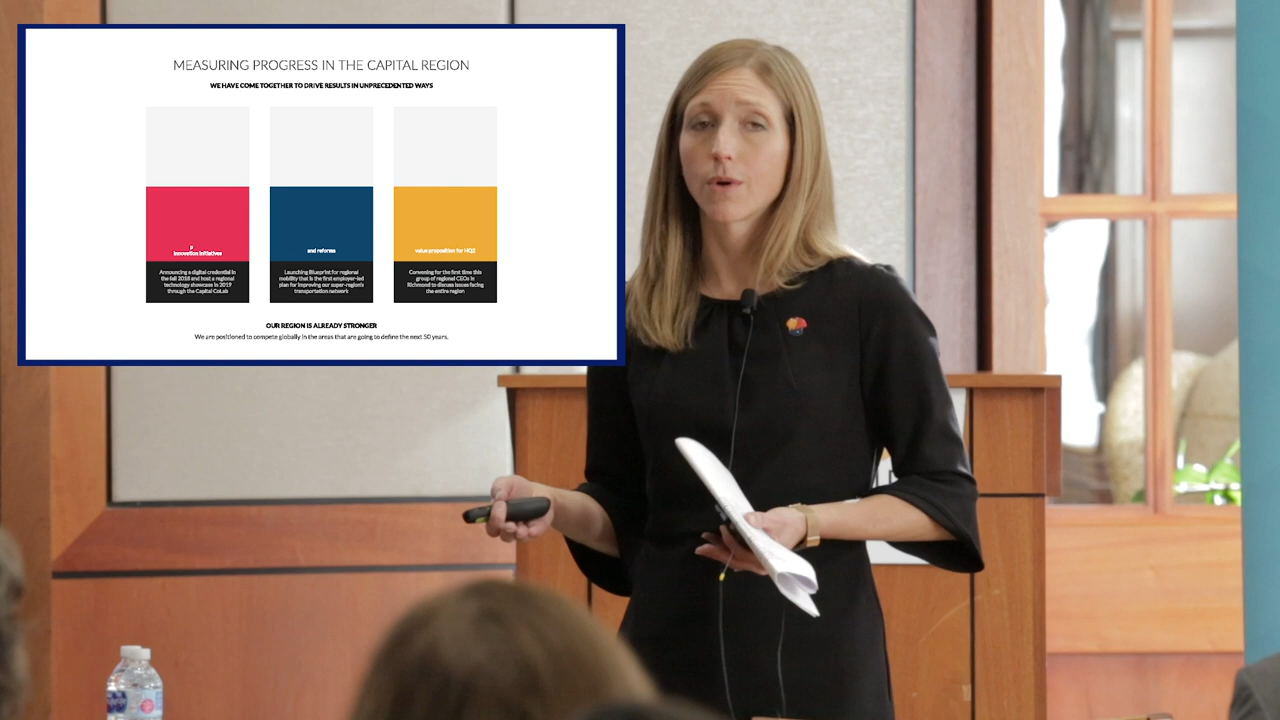 MEASURING PROGRESS IN THE CAPITAL REGION
WE HAVE COME TOGETHER TO DRIVE RESULTS IN UNPRECEDENTED WAYS
p
innovation initiatives
Announcing a digital credential in
the fall 2018 and host a regional
technology showcase in 2019
through the Capital CoLab
and reforms
Launching Blueprint for regional
mobility that is the first employer-led
plan for improving our super-region's
transportation network
value proposition for HQ2
Convening for the first time this
group of regional CEOs in
Richmond to discuss issues facing
the entire region
OUR REGION IS ALREADY STRONGER
We are positioned to compete globally in the areas that are going to define the next 50 years.